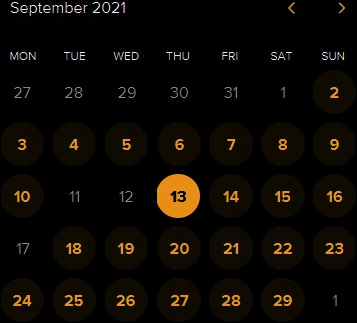 September 2021
MON TUE WED THU FRI SAT SUN
27 28 29 30 31 1 2
3 4 5 6 7 8 9
10 11 12 13 14 15 16
17 18 19 20 21 22 23
24 25 26 27 28 29 1